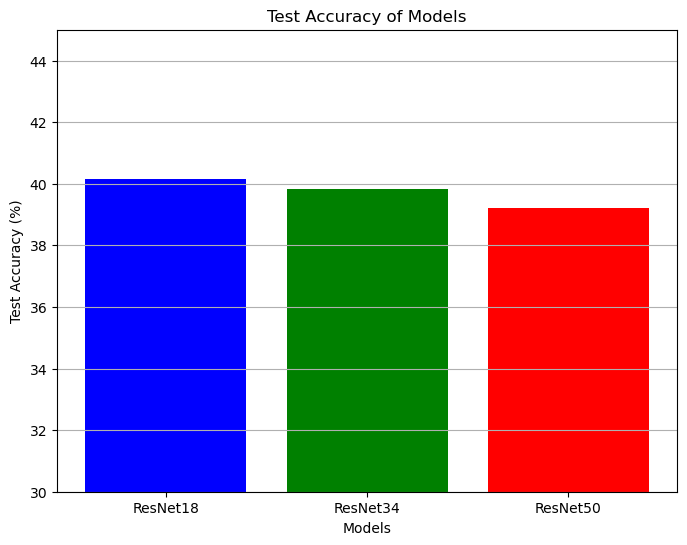 Test Accuracy of Models
Test Accuracy (%)
44
42
40
38
36
34
32
30
ResNet18
ResNet34
ResNet50
Models